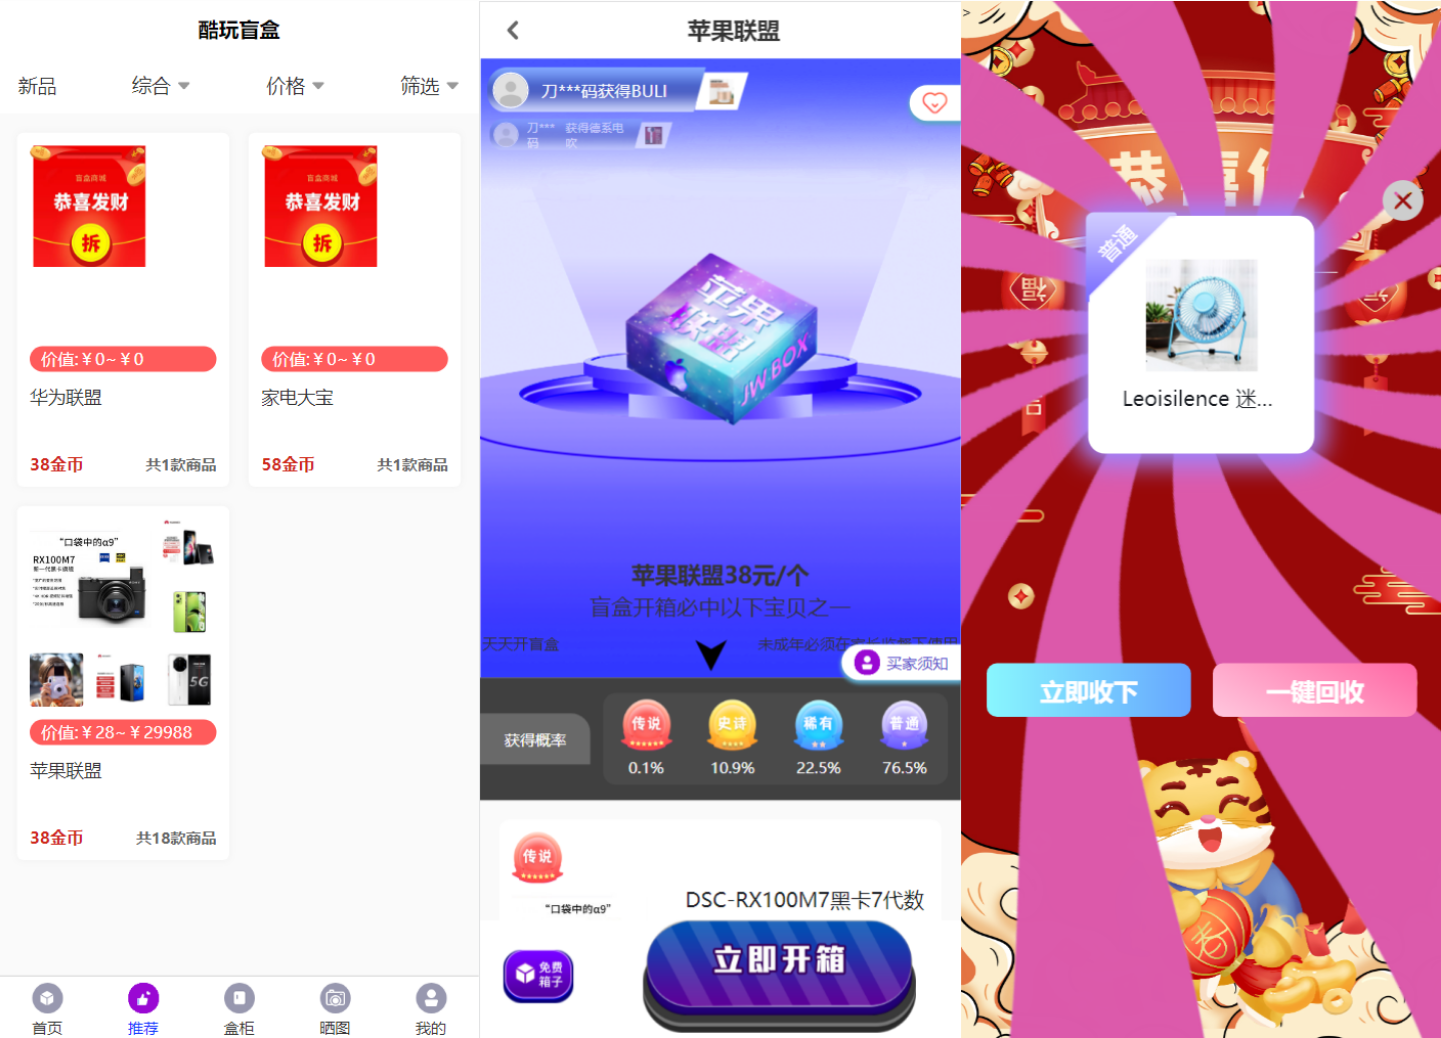 酷玩盲盒
新品
综合
价格
筛选
盲盒商城
恭喜发财
拆
价值:￥0~￥0
华为联盟
38金币
共1款商品
盲盒商城
恭喜发财
拆
价值:￥0~￥0
家电大宝
58金币
共1款商品
“口袋中的α9”
RX100M7
5G
价值:￥28~￥29988
苹果联盟
38金币
共18款商品
首页
推荐
盒柜
晒图
我的
苹果联盟
刀***码获得BULI
刀***
码
获得德系电
吹
苹果
联盟
JW.BOX
苹果联盟38元/个
盲盒开箱必中以下宝贝之一
天天开盲盒
未成年必须在家长监督下使用
买家须知
获得概率
传说
0.1%
史诗
10.9%
稀有
22.5%
普通
76.5%
传说
“口袋中的α9”
DSC-RX100M7黑卡7代数
免费
箱子
立即开箱
>
恭喜
普通
福
Leoisilence 迷...
立即收下
一键回收
春